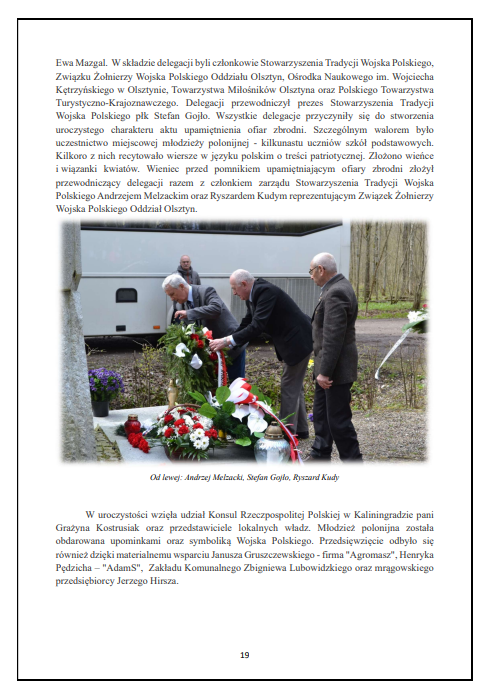 Ewa Mazgal. W składzie delegacji byli członkowie Stowarzyszenia Tradycji Wojska Polskiego,
Związku Żołnierzy Wojska Polskiego Oddziału Olsztyn, Ośrodka Naukowego im. Wojciecha
Kętrzyńskiego w Olsztynie, Towarzystwa Miłośników Olsztyna oraz Polskiego Towarzystwa
Turystyczno-Krajoznawczego. Delegacji przewodniczył prezes Stowarzyszenia Tradycji
Wojska Polskiego płk Stefan Gojło. Wszystkie delegacje przyczyniły się do stworzenia
uroczystego charakteru aktu upamiętnienia ofiar zbrodni. Szczególnym walorem było
uczestnictwo miejscowej młodzieży polonijnej - kilkunastu uczniów szkół podstawowych.
Kilkoro z nich recytowało wiersze w języku polskim o treści patriotycznej. Złożono wieńce
i wiązanki kwiatów. Wieniec przed pomnikiem upamiętniającym ofiary zbrodni złożył
przewodniczący delegacji razem z członkiem zarządu Stowarzyszenia Tradycji Wojska
Polskiego Andrzejem Melzackim oraz Ryszardem Kudym reprezentującym Związek Żołnierzy
Wojska Polskiego Oddział Olsztyn.
Od lewej: Andrzej Melzacki, Stefan Gojło, Ryszard Kudy
W uroczystości wzięła udział Konsul Rzeczpospolitej Polskiej w Kaliningradzie pani
Grażyna Kostrusiak oraz przedstawiciele lokalnych władz. Młodzież polonijna została
obdarowana upominkami oraz symboliką Wojska Polskiego. Przedsięwzięcie odbyło się
również dzięki materialnemu wsparciu Janusza Gruszczewskiego - firma "Agromasz", Henryka
Pędzicha – "AdamS", Zakładu Komunalnego Zbigniewa Lubowidzkiego oraz mrągowskiego
przedsiębiorcy Jerzego Hirsza.
19